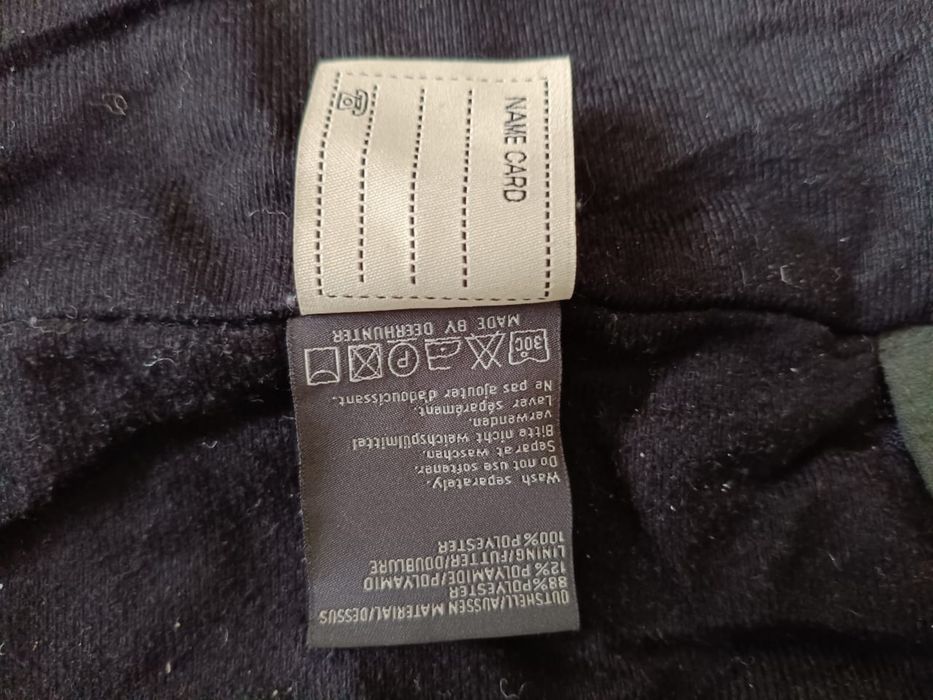 NAME CARD
OUTSHELL/AUSSEN MATERIAL/DESSUS
88% POLYESTER
12% POLYAMIDE/POLYAMID
LINING/FUTTER/DOUBLURE
100% POLYESTER
Wash separately.
Do not use softener.
Separat waschen.
Bitte nicht weichspülmittel
verwenden.
Laver séparément.
Ne pas ajouter d'adoucissant.
30C P
MADE BY DEERHUNTER